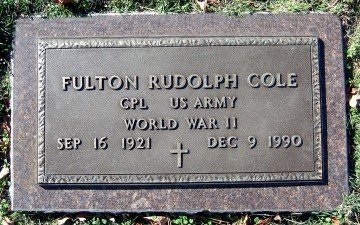 FULTON RUDOLPH COLE
CPL US ARMY
WORLD WAR II
SEP 16 1921 DEC 9 1990